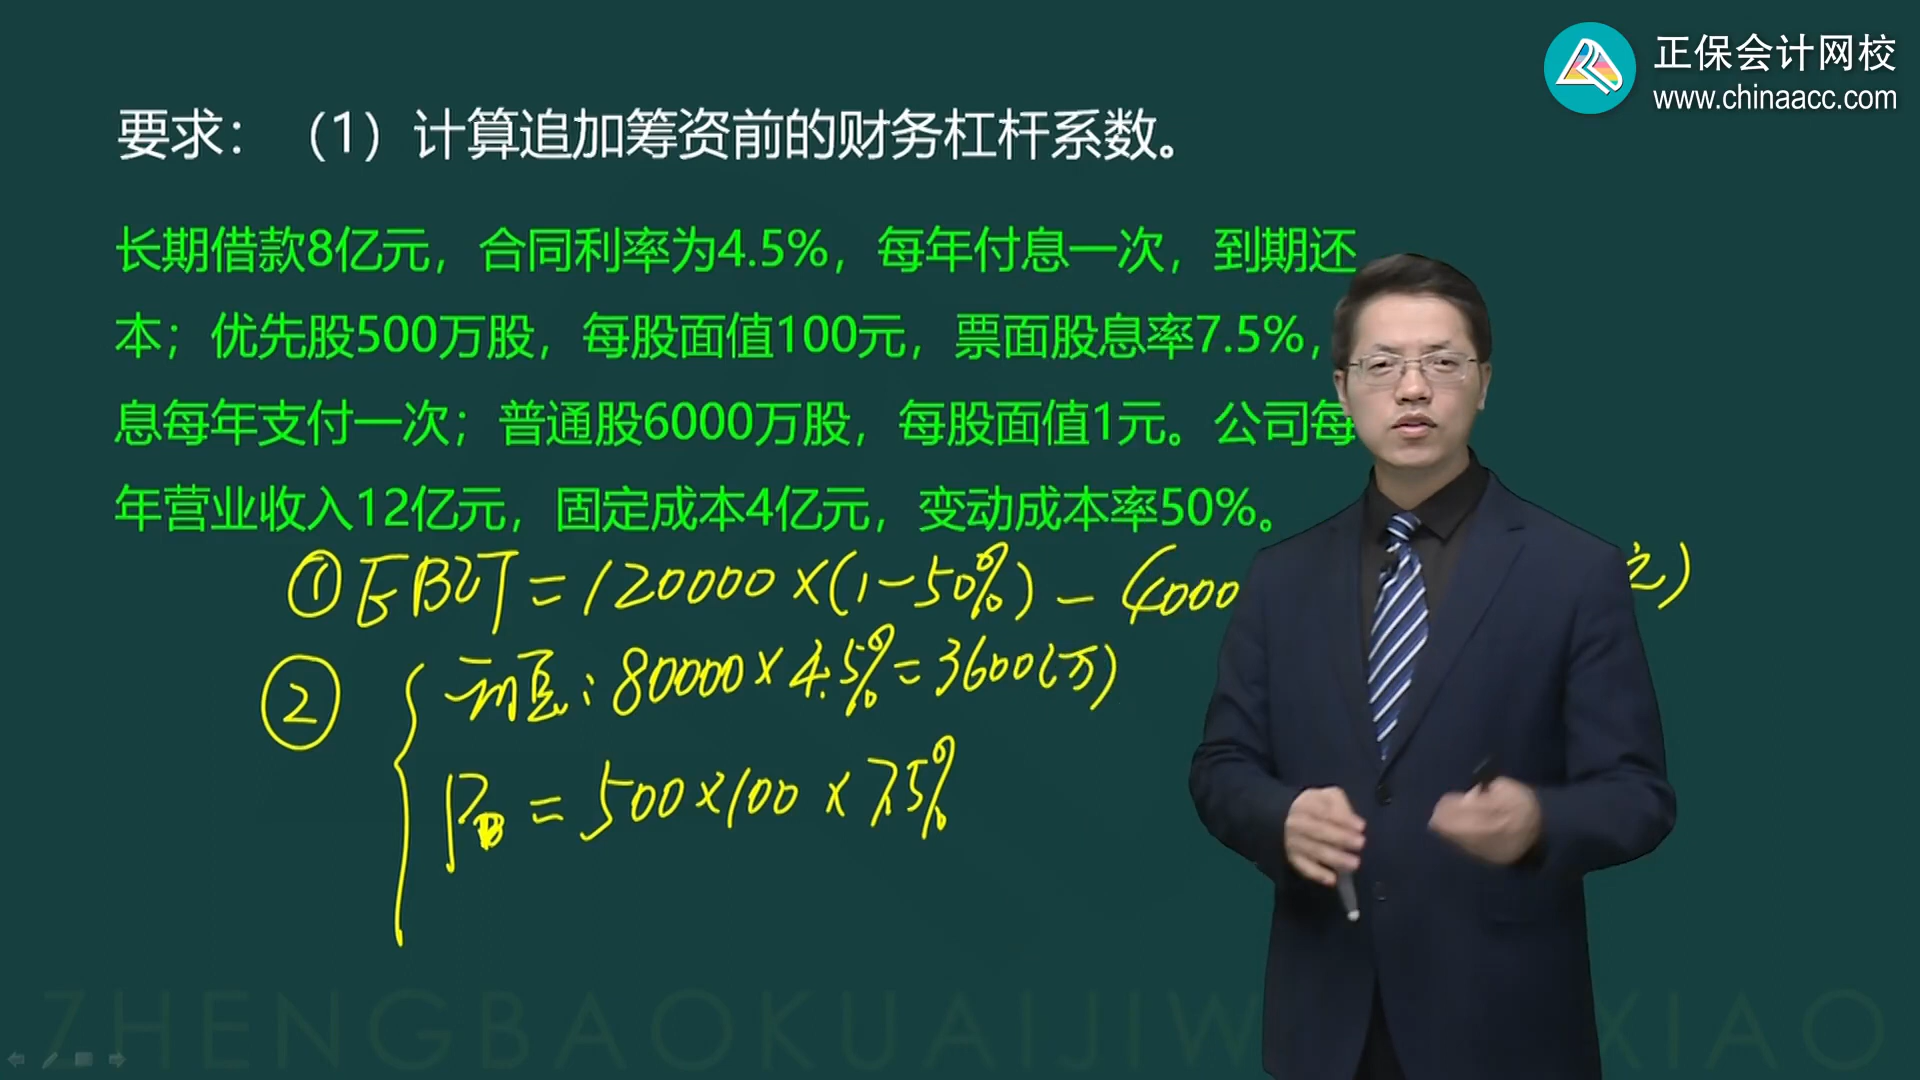 正保会计网校
www.chinaacc.com
要求：（1）计算追加筹资前的财务杠杆系数。
长期借款8亿元，合同利率为4.5%，每年付息一次，到期还
本；优先股500万股，每股面值100元，票面股息率7.5%，
息每年支付一次；普通股6000万股，每股面值1元。公司每
年营业收入12亿元，固定成本4亿元，变动成本率50%。
①EBIT=120000×(1-50%)-4000 元)
② 利息：80000×4.5%=3600(万)
=500×100×7.5%
ZHENGBAOKUAIJIW XIAO